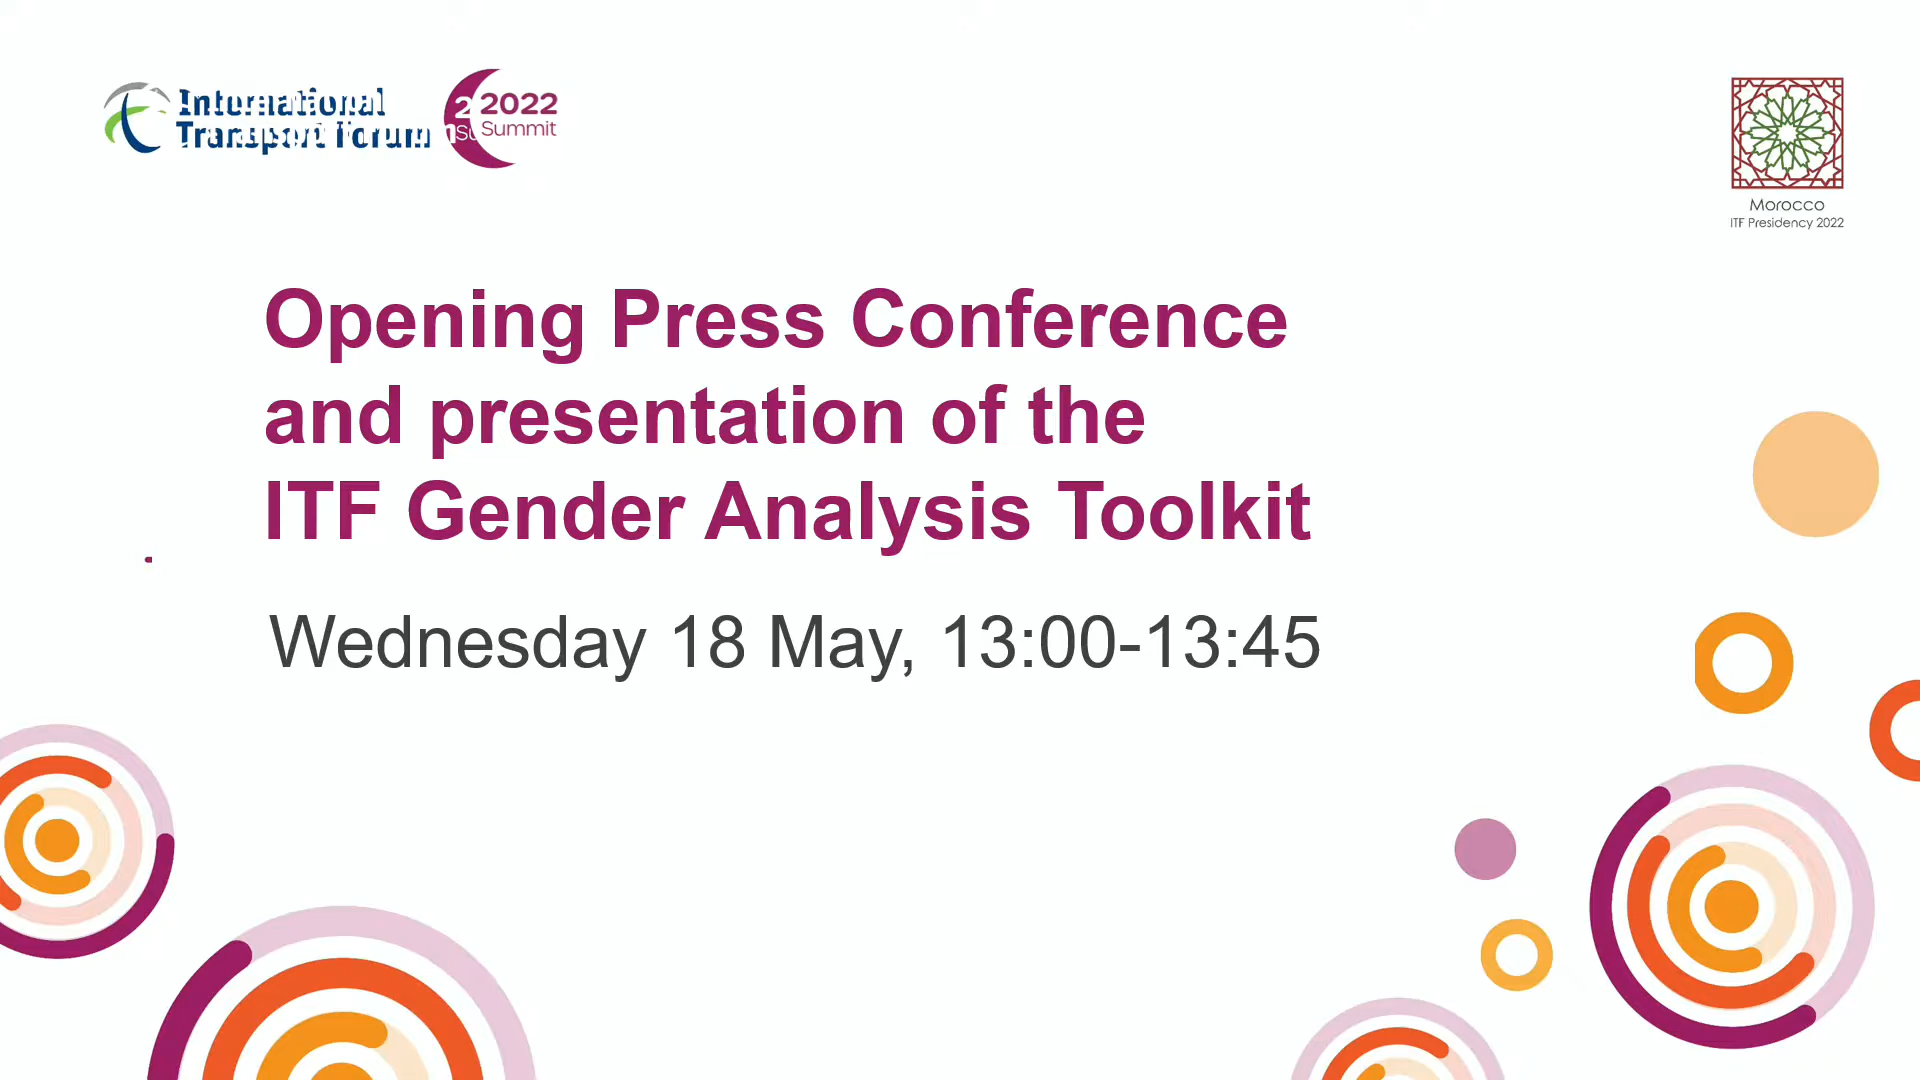 International
Transport Forum
2022
Summit
Morocco
ITF Presidency 2022
Opening Press Conference
and presentation of the
ITF Gender Analysis Toolkit
Wednesday 18 May, 13:00-13:45